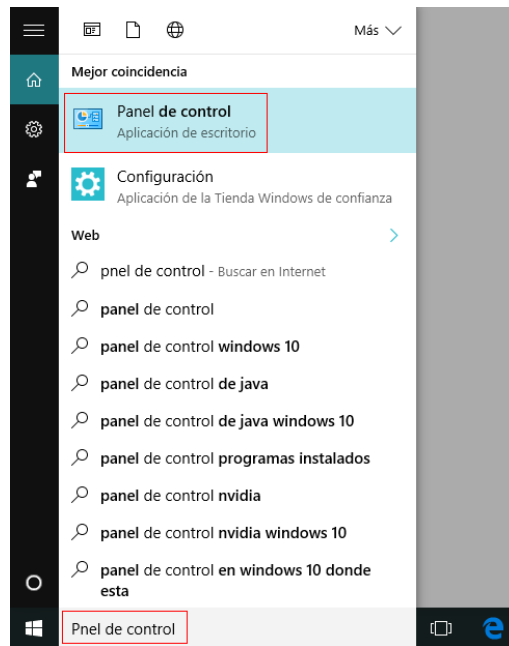 Más
Mejor coincidencia
Panel de control
Aplicación de escritorio
Configuración
Aplicación de la Tienda Windows de confianza
Web
pnel de control - Buscar en Internet
panel de control
panel de control windows 10
panel de control de java
panel de control de java windows 10
panel de control programas instalados
panel de control nvidia
panel de control nvidia windows 10
panel de control en windows 10 donde
esta
Pnel de control